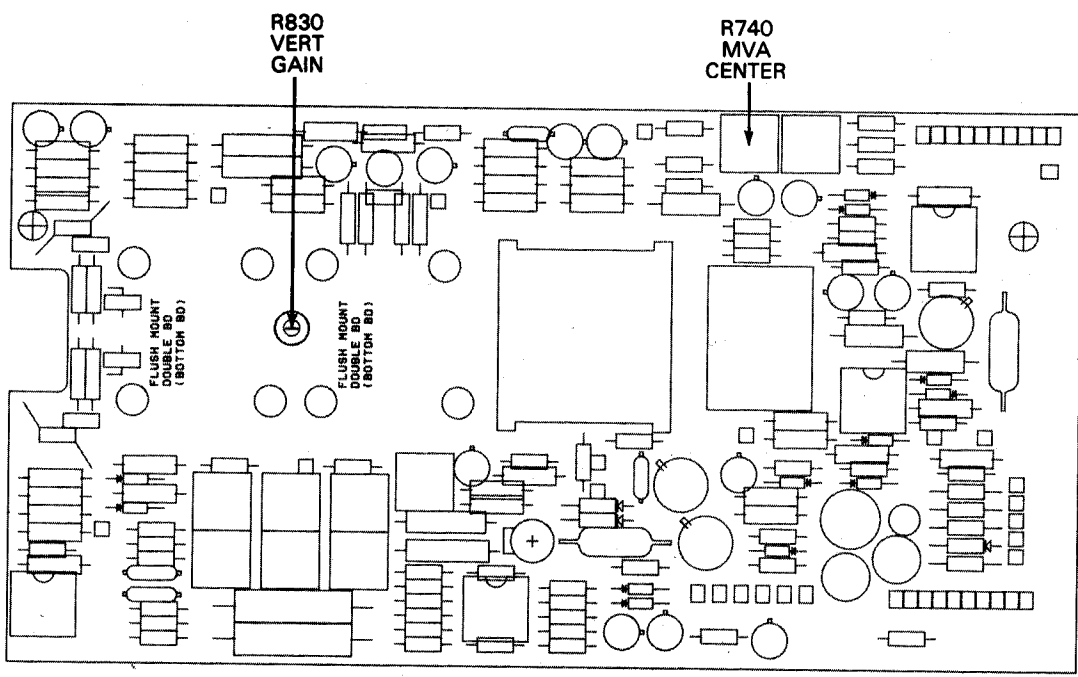 R830
VERT
GAIN
R740
MVA
CENTER
FLUSH MOUNT
DOUBLE BD
(BOTTOM BD)
FLUSH MOUNT
DOUBLE BD
(BOTTOM BD)